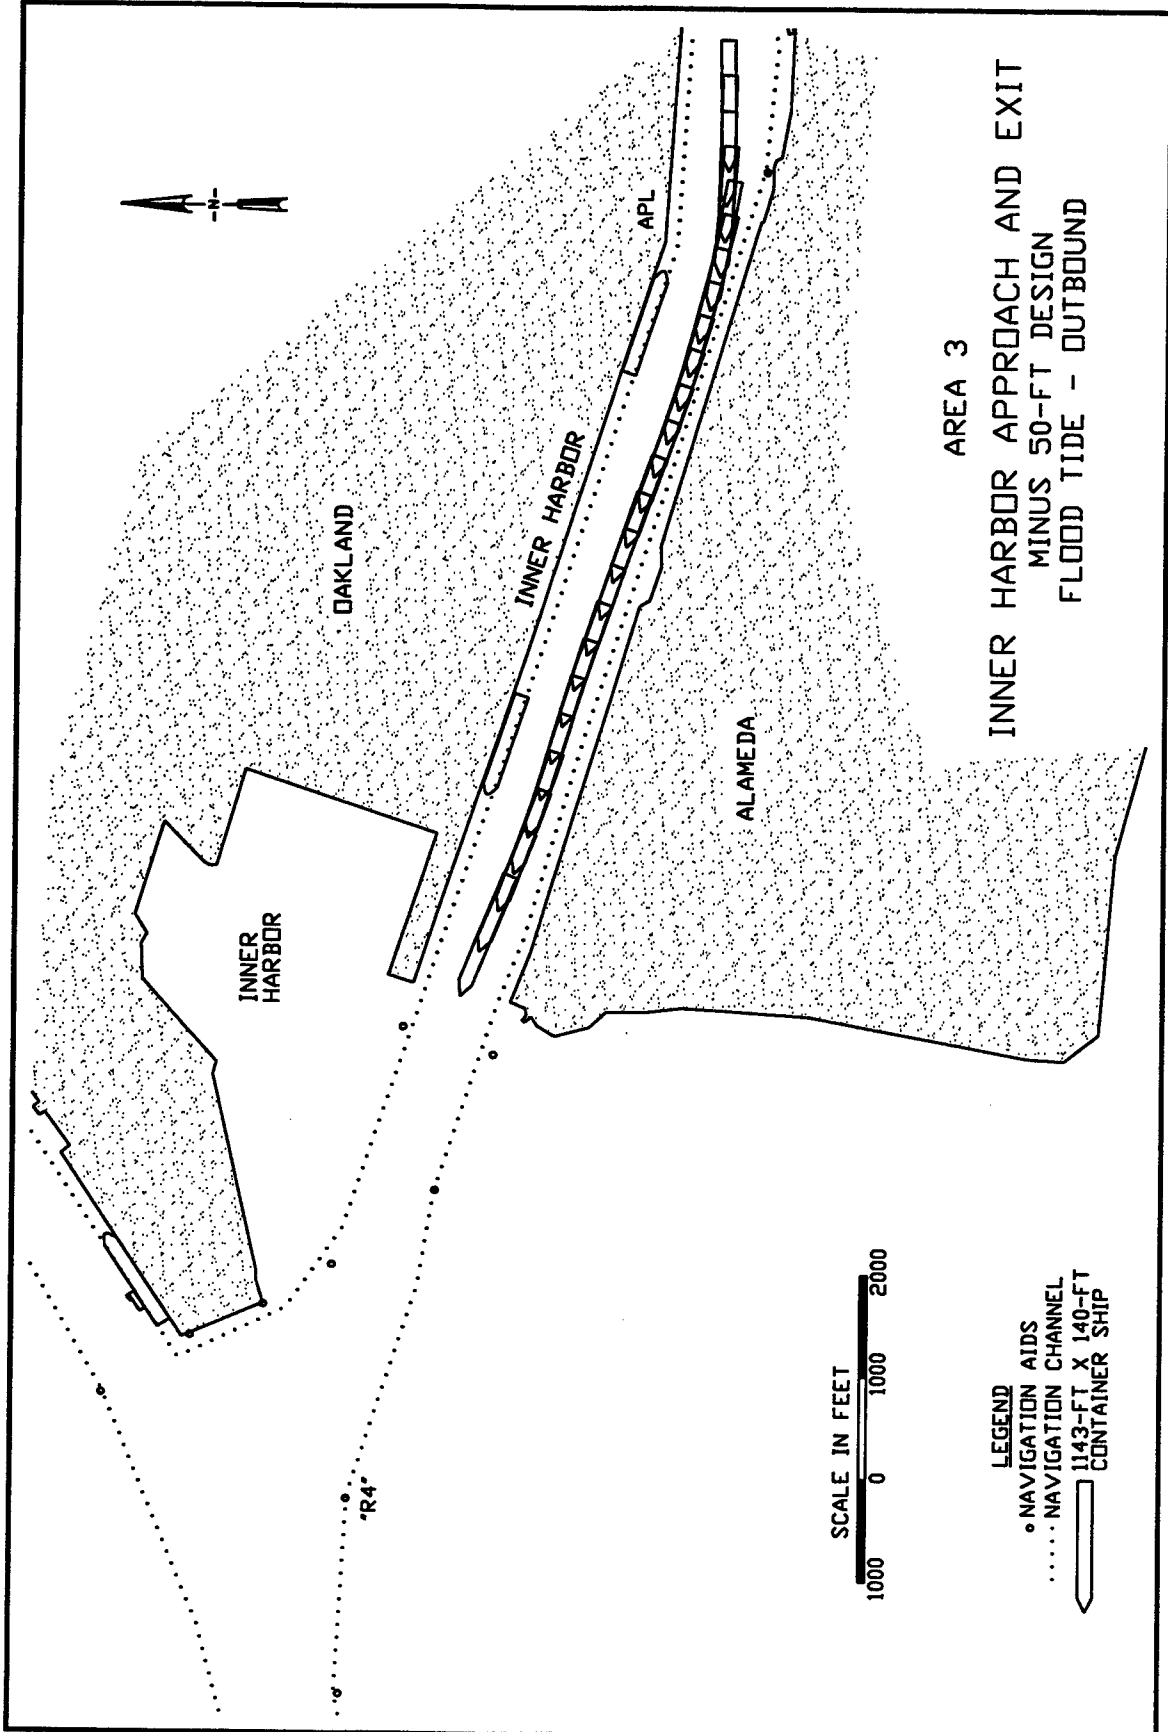 -N-
OAKLAND
INNER
HARBOR
INNER HARBOR
APL
ALAMEDA
"R4"
SCALE IN FEET
1000 0 1000 2000
LEGEND
NAVIGATION AIDS
NAVIGATION CHANNEL
1143-FT X 140-FT
CONTAINER SHIP
AREA 3
INNER HARBOR APPROACH AND EXIT
MINUS 50-FT DESIGN
FLOOD TIDE - OUTBOUND